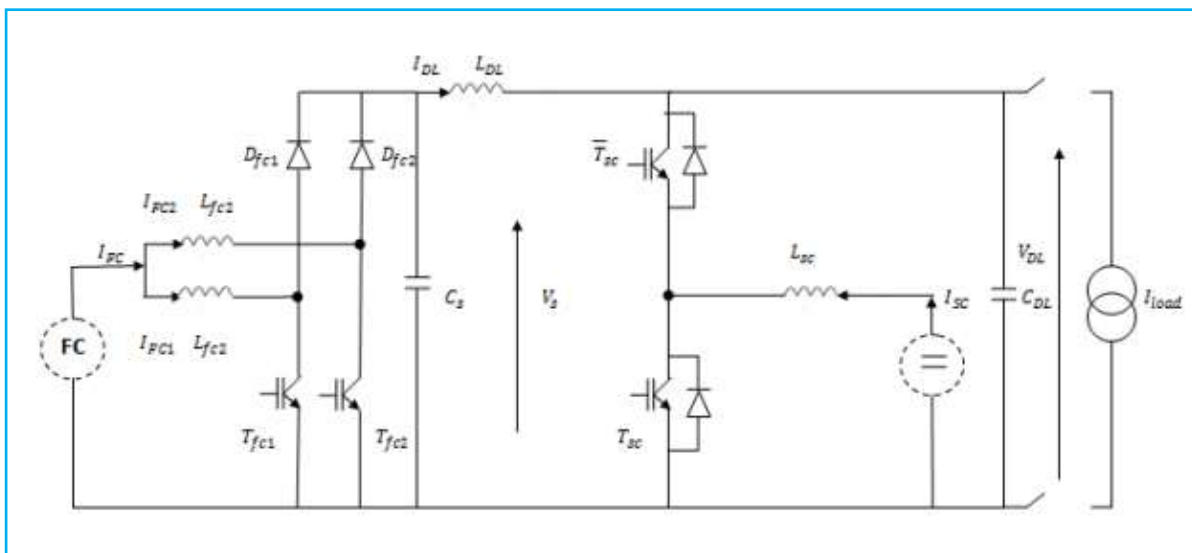 I_DL L_DL
D_fc1 D_fc2 T̅_sc
I_FC2 L_fc2
I_FC
L_sc
V_DL
C_s V_s I_SC C_DL I_load
FC I_FC1 L_fc2
T_fc1 T_fc2 T_sc